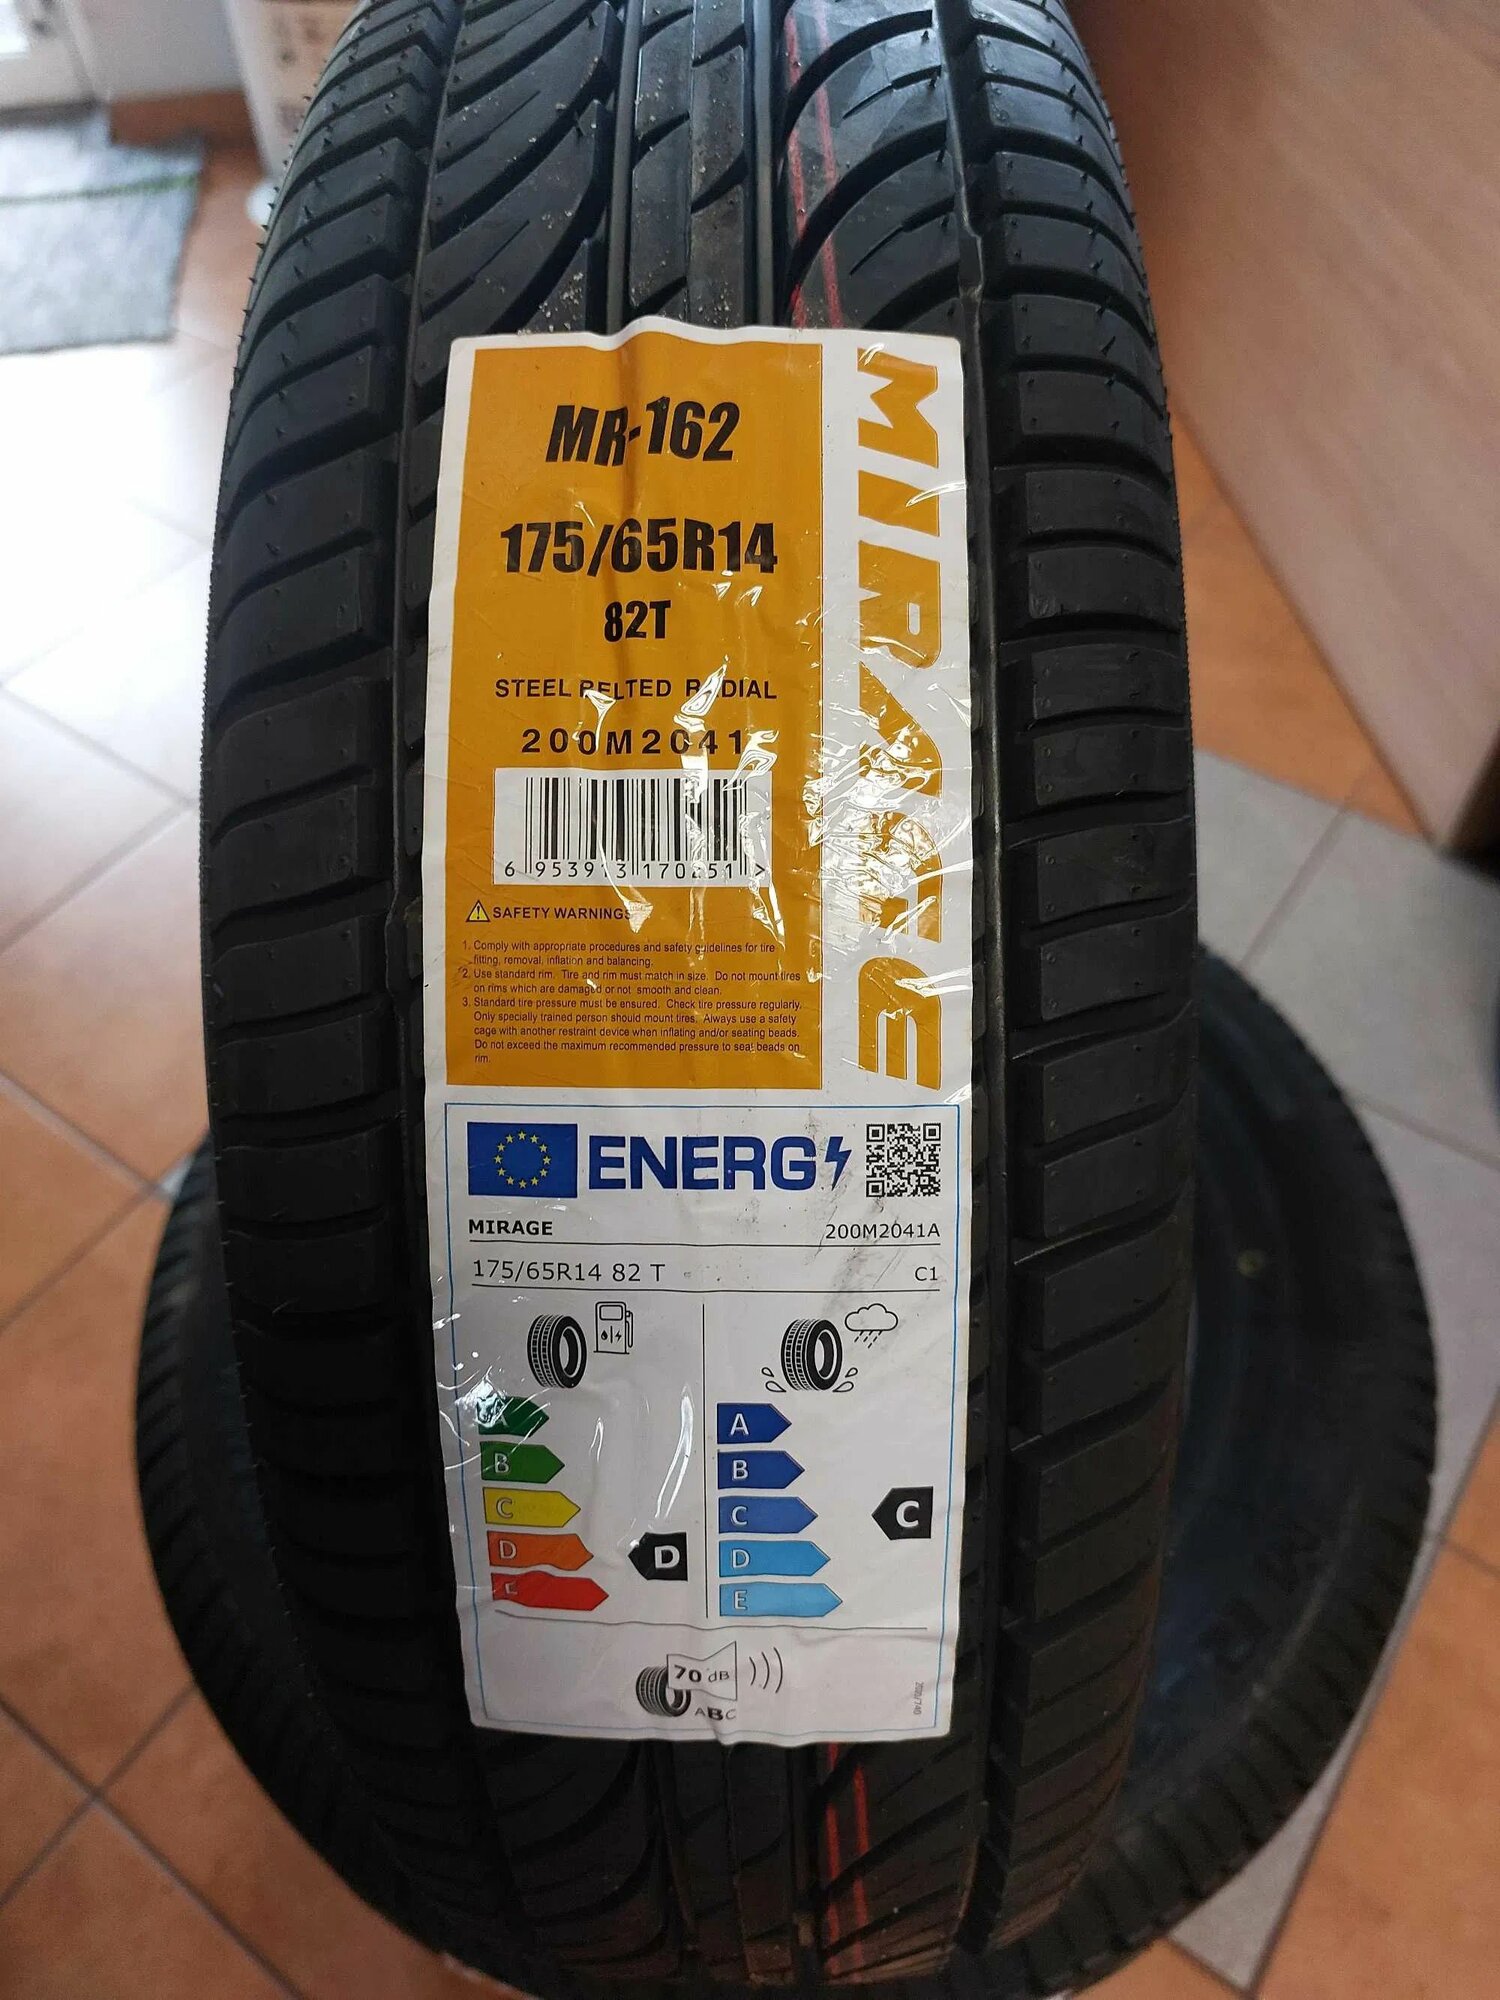 MR-162
175/65R14
82T
STEEL BELTED RADIAL
200M2041
6 953913 170251 >
MIRAGE
SAFETY WARNINGS
1. Comply with appropriate procedures and safety guidelines for tire
fitting, removal, inflation and balancing.
2. Use standard rim. Tire and rim must match in size. Do not mount tires
on rims which are damaged or not smooth and clean.
3. Standard tire pressure must be ensured. Check tire pressure regularly.
Only specially trained person should mount tires. Always use a safety
cage with another restraint device when inflating and/or seating beads.
Do not exceed the maximum recommended pressure to seat beads on
rim.
ENERG
MIRAGE 200M2041A
175/65R14 82 T C1
A
B B
C C C
D D D
E E
70 dB
ABC
2020/740